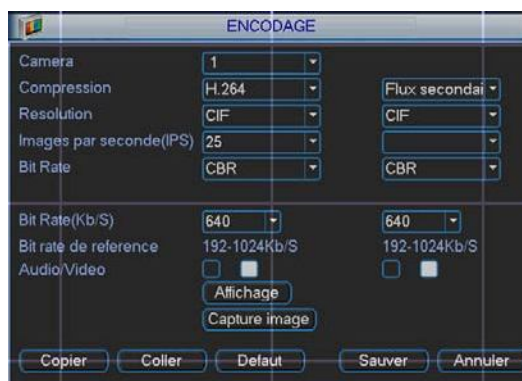 ENCODAGE
Camera 1
Compression H.264 Flux secondai
Resolution CIF CIF
Images par seconde(IPS) 25
Bit Rate CBR CBR
Bit Rate(Kb/S) 640 640
Bit rate de reference 192-1024Kb/S 192-1024Kb/S
Audio/Video
Affichage
Capture image
Copier Coller Defaut Sauver Annuler